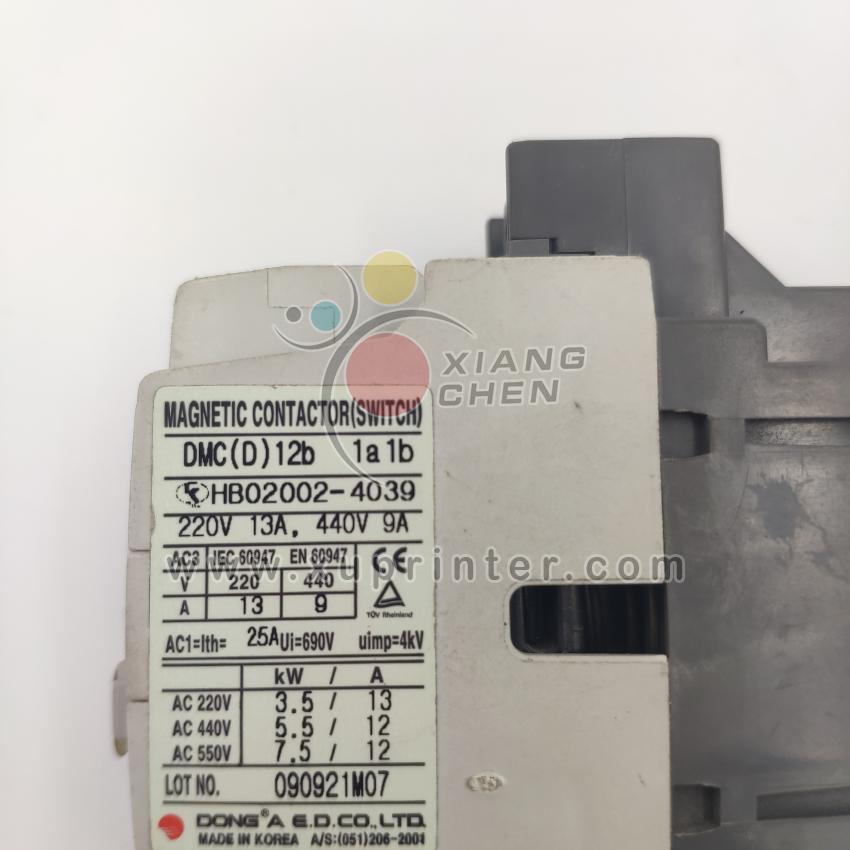 XIANG
CHEN
MAGNETIC CONTACTOR(SWITCH)
DMC(D)12b 1a1b
HB02002-4039
220V 13A, 440V 9A
AC3 IEC 60947 EN 60947 CE
V 220 440
A 13 9
TÜV Rheinland
www.xuprinter.com
AC1=Ith= 25A Ui=690V uimp=4kV
kW / A
AC 220V 3.5 / 13
AC 440V 5.5 / 12
AC 550V 7.5 / 12
LOT NO. 090921M07
DONG A E.D.CO.,LTD.
MADE IN KOREA A/S:(051)206-2001